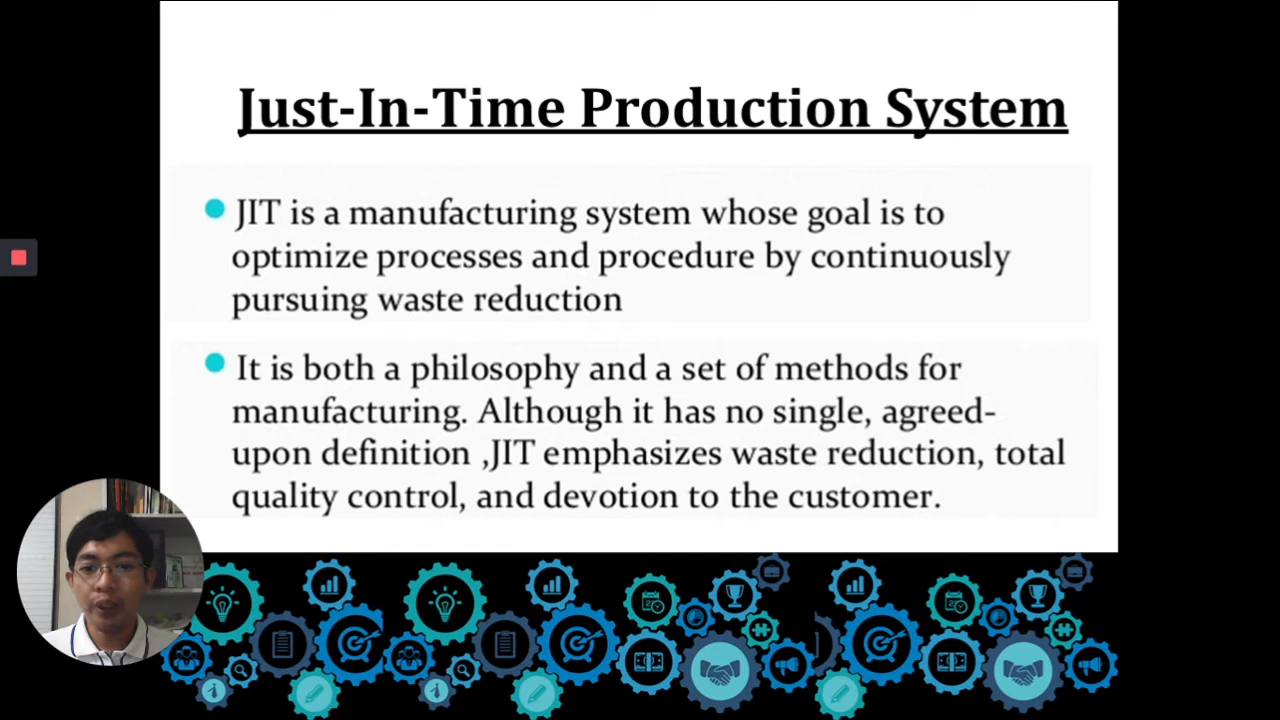 Just-In-Time Production System
JIT is a manufacturing system whose goal is to
optimize processes and procedure by continuously
pursuing waste reduction
It is both a philosophy and a set of methods for
manufacturing. Although it has no single, agreed-
upon definition ,JIT emphasizes waste reduction, total
quality control, and devotion to the customer.